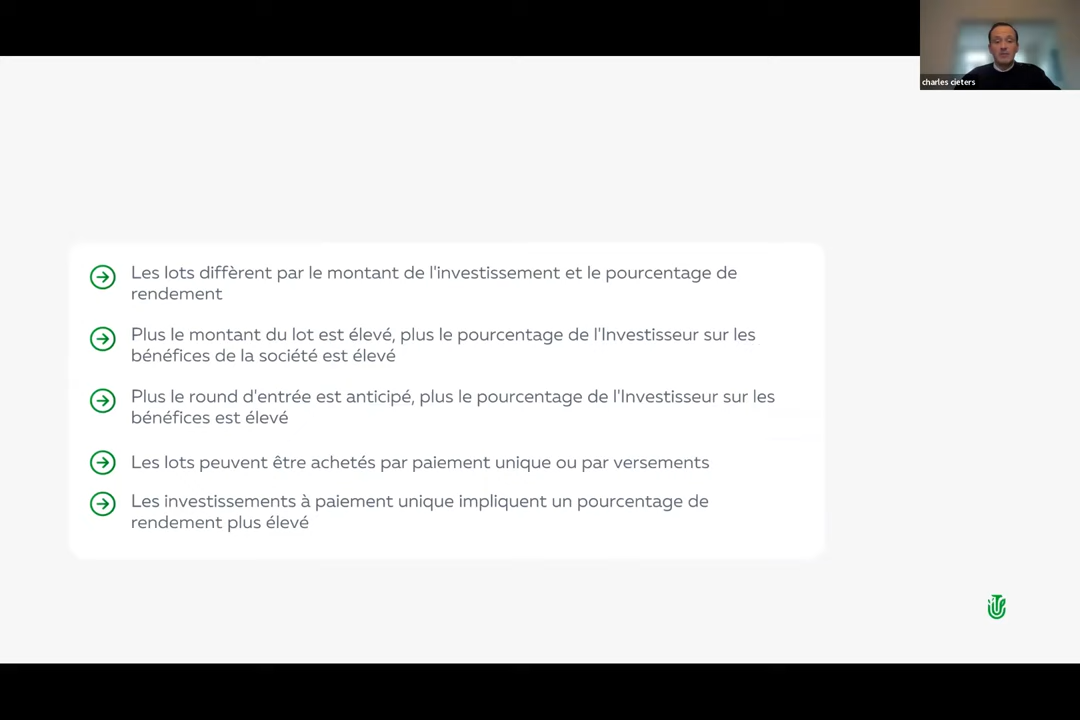 charles cieters
Les lots diffèrent par le montant de l'investissement et le pourcentage de
rendement
Plus le montant du lot est élevé, plus le pourcentage de l'Investisseur sur les
bénéfices de la société est élevé
Plus le round d'entrée est anticipé, plus le pourcentage de l'Investisseur sur les
bénéfices est élevé
Les lots peuvent être achetés par paiement unique ou par versements
Les investissements à paiement unique impliquent un pourcentage de
rendement plus élevé